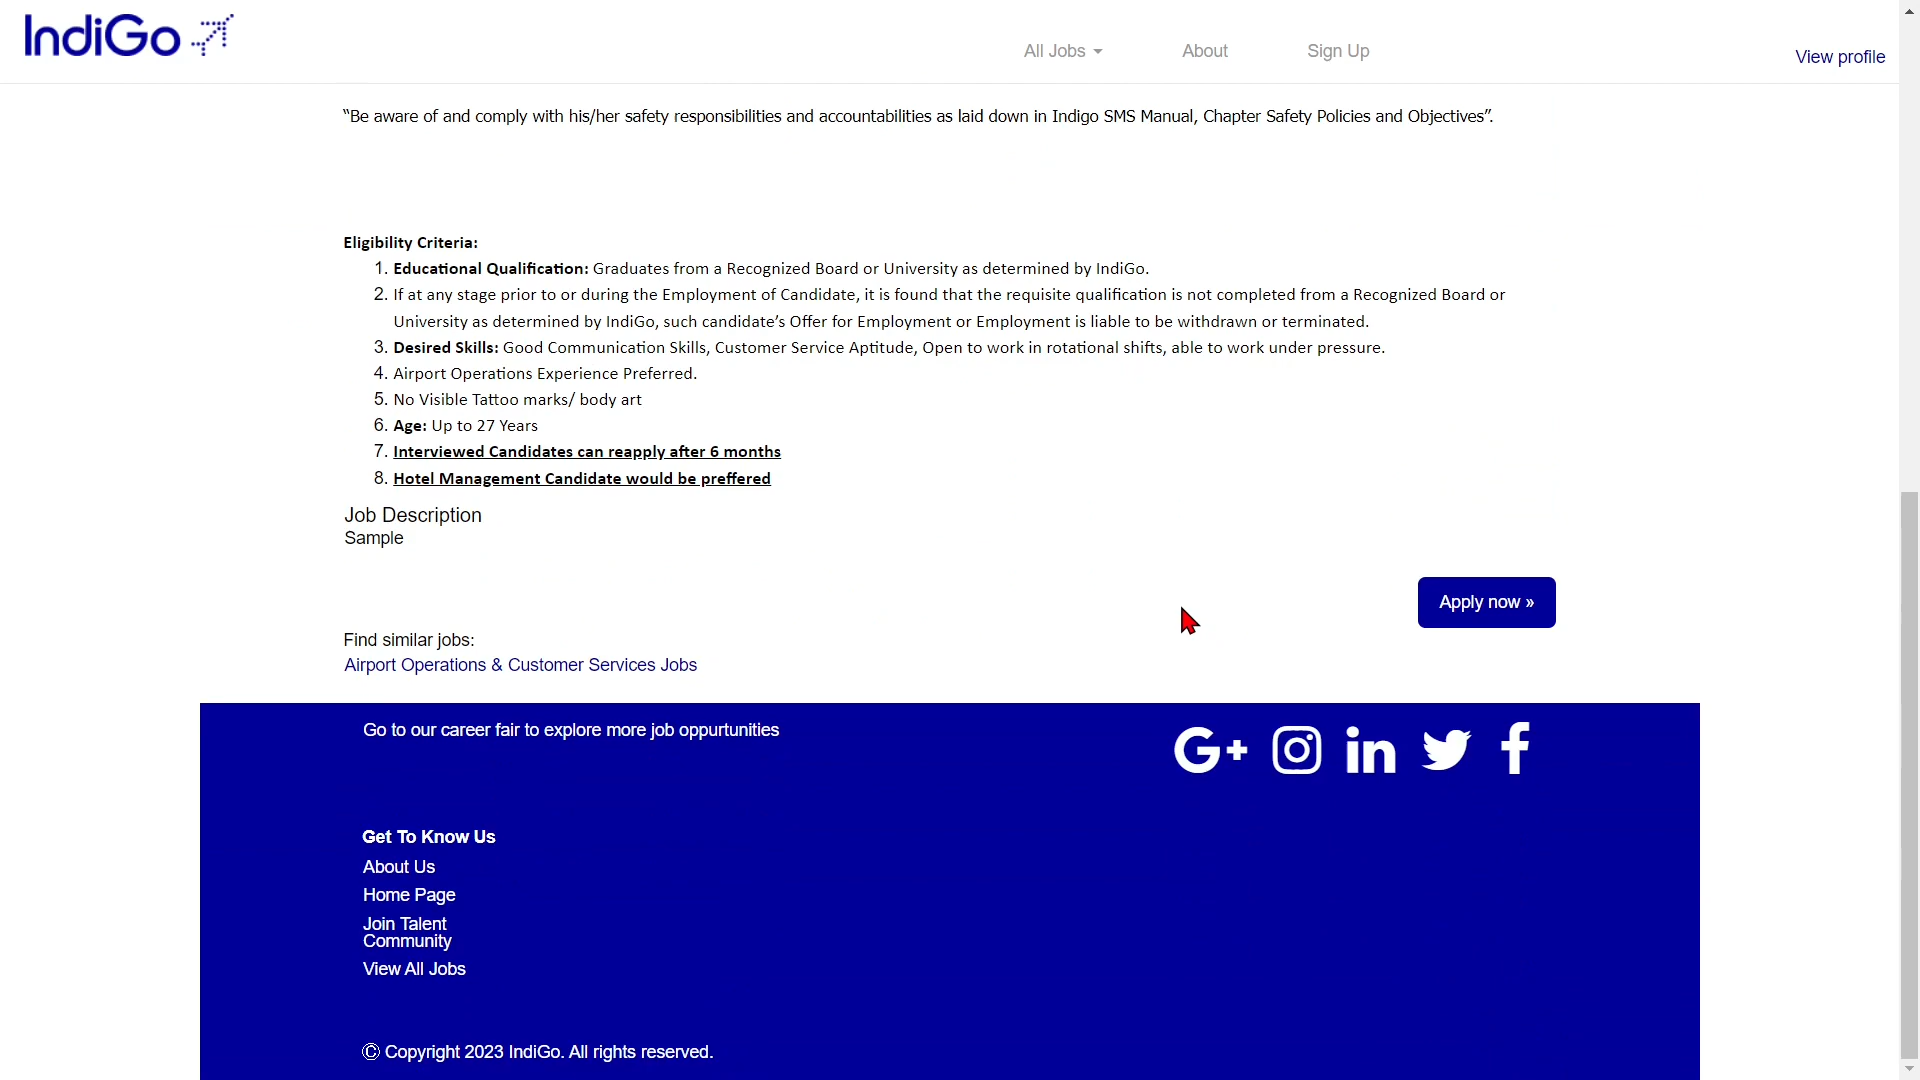 IndiGo
All Jobs
About
Sign Up
View profile
“Be aware of and comply with his/her safety responsibilities and accountabilities as laid down in Indigo SMS Manual, Chapter Safety Policies and Objectives”.
Eligibility Criteria:
1. Educational Qualification: Graduates from a Recognized Board or University as determined by IndiGo.
2. If at any stage prior to or during the Employment of Candidate, it is found that the requisite qualification is not completed from a Recognized Board or
University as determined by IndiGo, such candidate’s Offer for Employment or Employment is liable to be withdrawn or terminated.
3. Desired Skills: Good Communication Skills, Customer Service Aptitude, Open to work in rotational shifts, able to work under pressure.
4. Airport Operations Experience Preferred.
5. No Visible Tattoo marks/ body art
6. Age: Up to 27 Years
7. Interviewed Candidates can reapply after 6 months
8. Hotel Management Candidate would be preffered
Job Description
Sample
Apply now »
Find similar jobs:
Airport Operations & Customer Services Jobs
Go to our career fair to explore more job oppurtunities
G+ in f
Get To Know Us
About Us
Home Page
Join Talent
Community
View All Jobs
© Copyright 2023 IndiGo. All rights reserved.